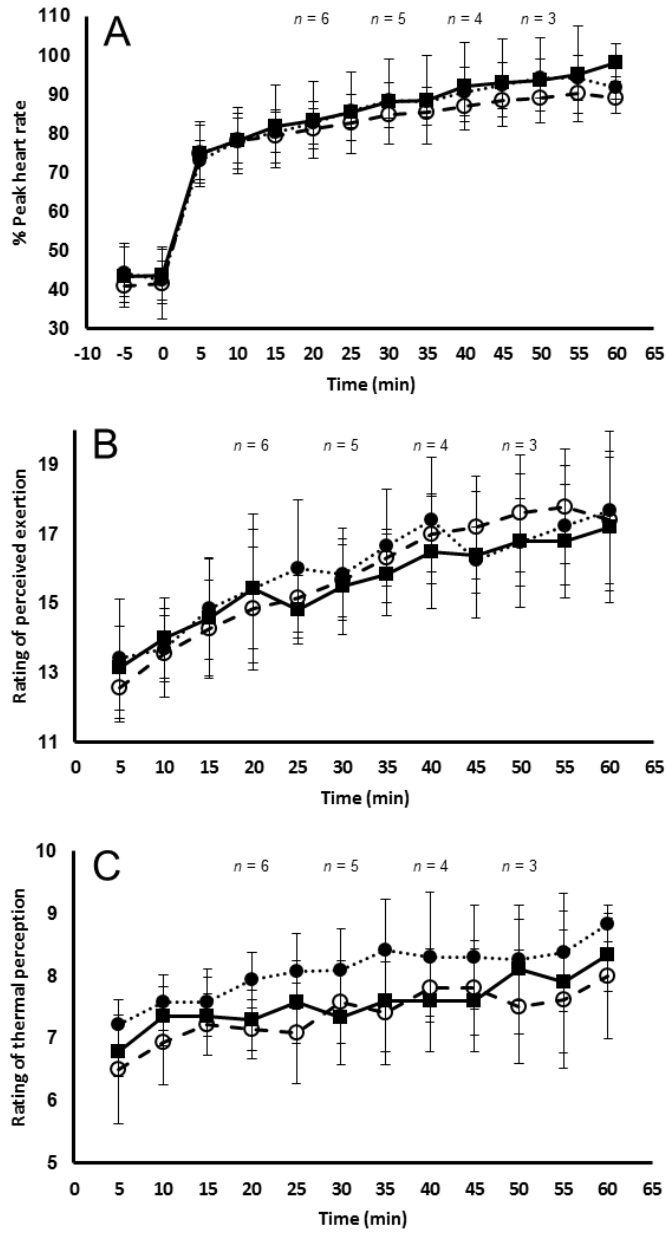 A
n = 6 n = 5 n = 4 n = 3
110
100
90
80
70
60
50
40
30
% Peak heart rate
-10 -5 0 5 10 15 20 25 30 35 40 45 50 55 60 65
Time (min)
B
n = 6 n = 5 n = 4 n = 3
19
17
15
13
11
Rating of perceived exertion
0 5 10 15 20 25 30 35 40 45 50 55 60 65
Time (min)
C
n = 6 n = 5 n = 4 n = 3
10
9
8
7
6
5
Rating of thermal perception
0 5 10 15 20 25 30 35 40 45 50 55 60 65
Time (min)